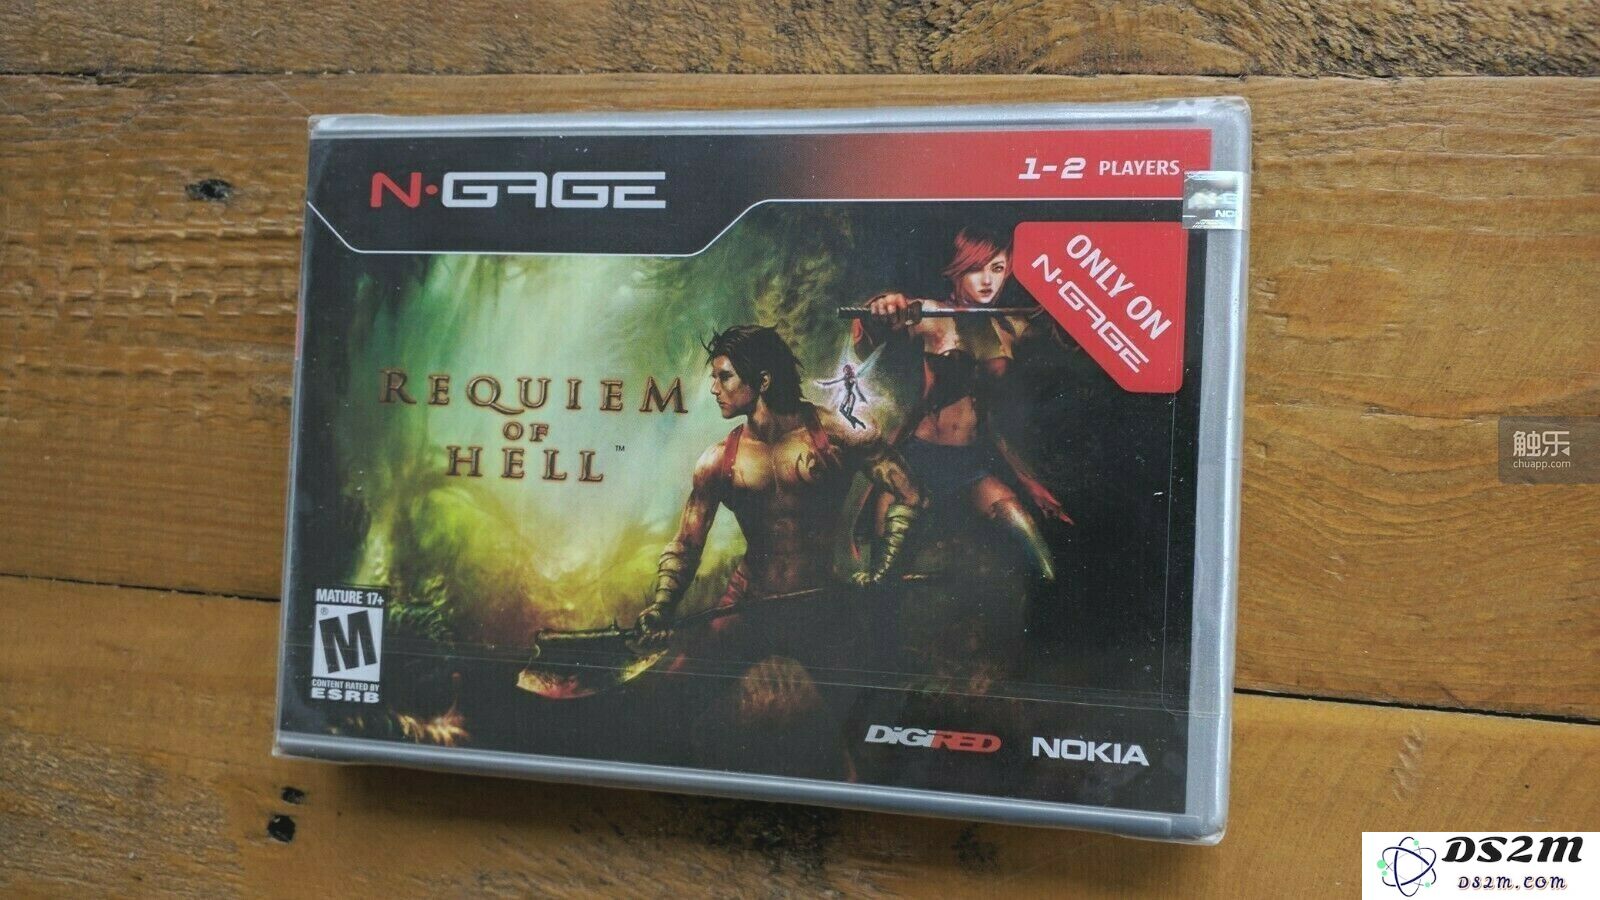 N·GAGE
1-2 PLAYERS
ONLY ON
N·GAGE
REQUIEM
OF
HELL™
触乐
chuapp.com
MATURE 17+
M
®
CONTENT RATED BY
ESRB
DiGiRED
NOKIA
DS2M
DS2M.COM